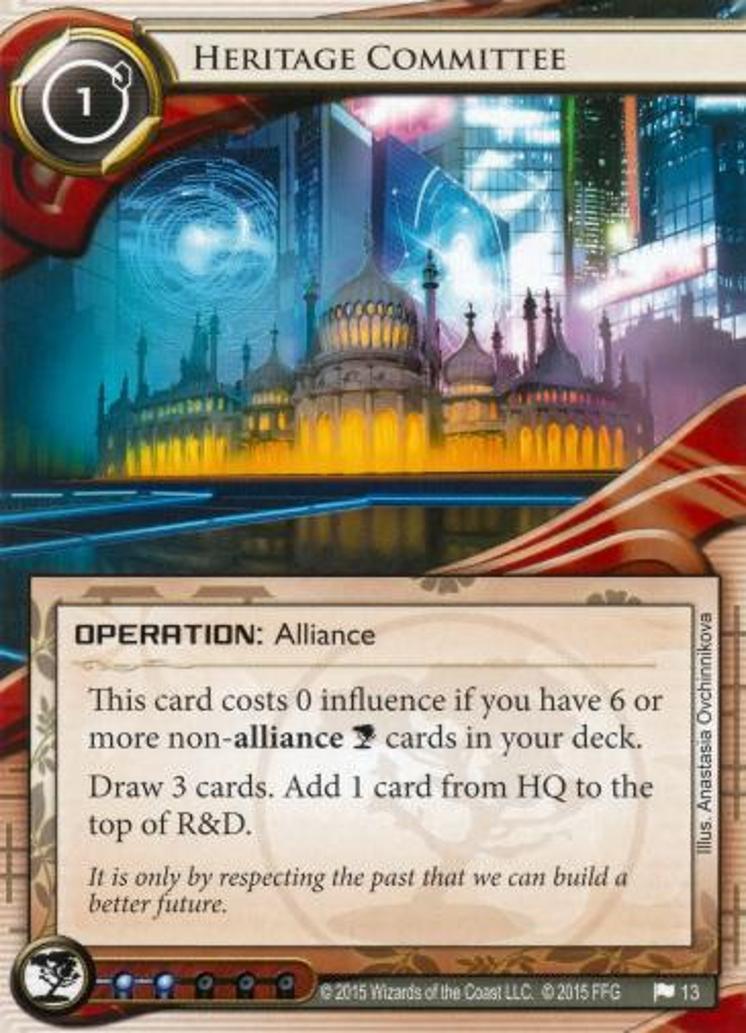 1
HERITAGE COMMITTEE
OPERATION: Alliance
This card costs 0 influence if you have 6 or
more non-alliance cards in your deck.
Draw 3 cards. Add 1 card from HQ to the
top of R&D.
It is only by respecting the past that we can build a
better future.
Illus. Anastasia Ovchinnikova
© 2015 Wizards of the Coast LLC. © 2015 FFG
13